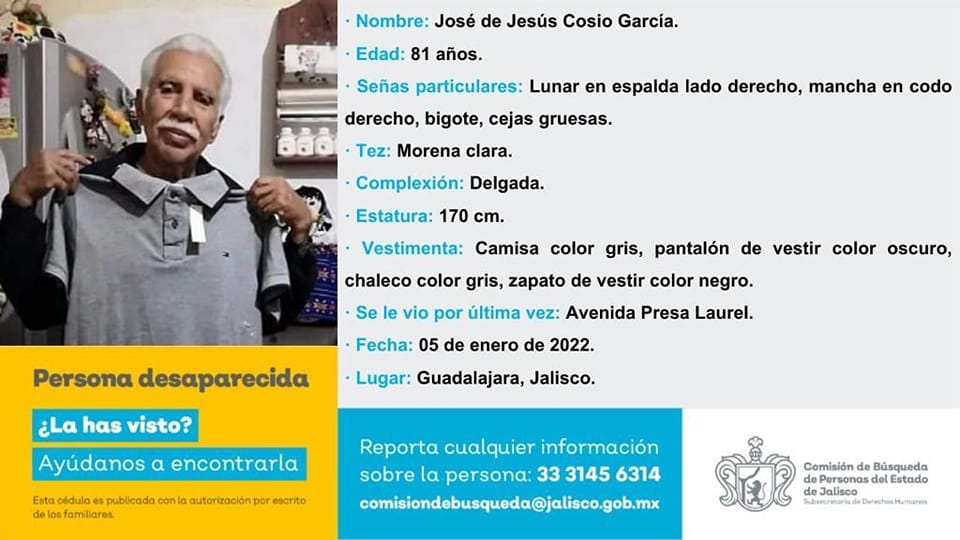 · Nombre: José de Jesús Cosio García.
· Edad: 81 años.
· Señas particulares: Lunar en espalda lado derecho, mancha en codo
derecho, bigote, cejas gruesas.
· Tez: Morena clara.
· Complexión: Delgada.
· Estatura: 170 cm.
· Vestimenta: Camisa color gris, pantalón de vestir color oscuro,
chaleco color gris, zapato de vestir color negro.
· Se le vio por última vez: Avenida Presa Laurel.
· Fecha: 05 de enero de 2022.
· Lugar: Guadalajara, Jalisco.
Persona desaparecida
¿La has visto?
Ayúdanos a encontrarla
Esta cédula es publicada con la autorización por escrito
de los familiares.
Reporta cualquier información
sobre la persona: 33 3145 6314
comisiondebusqueda@jalisco.gob.mx
Comisión de Búsqueda
de Personas del Estado
de Jalisco
Subsecretaría de Derechos Humanos